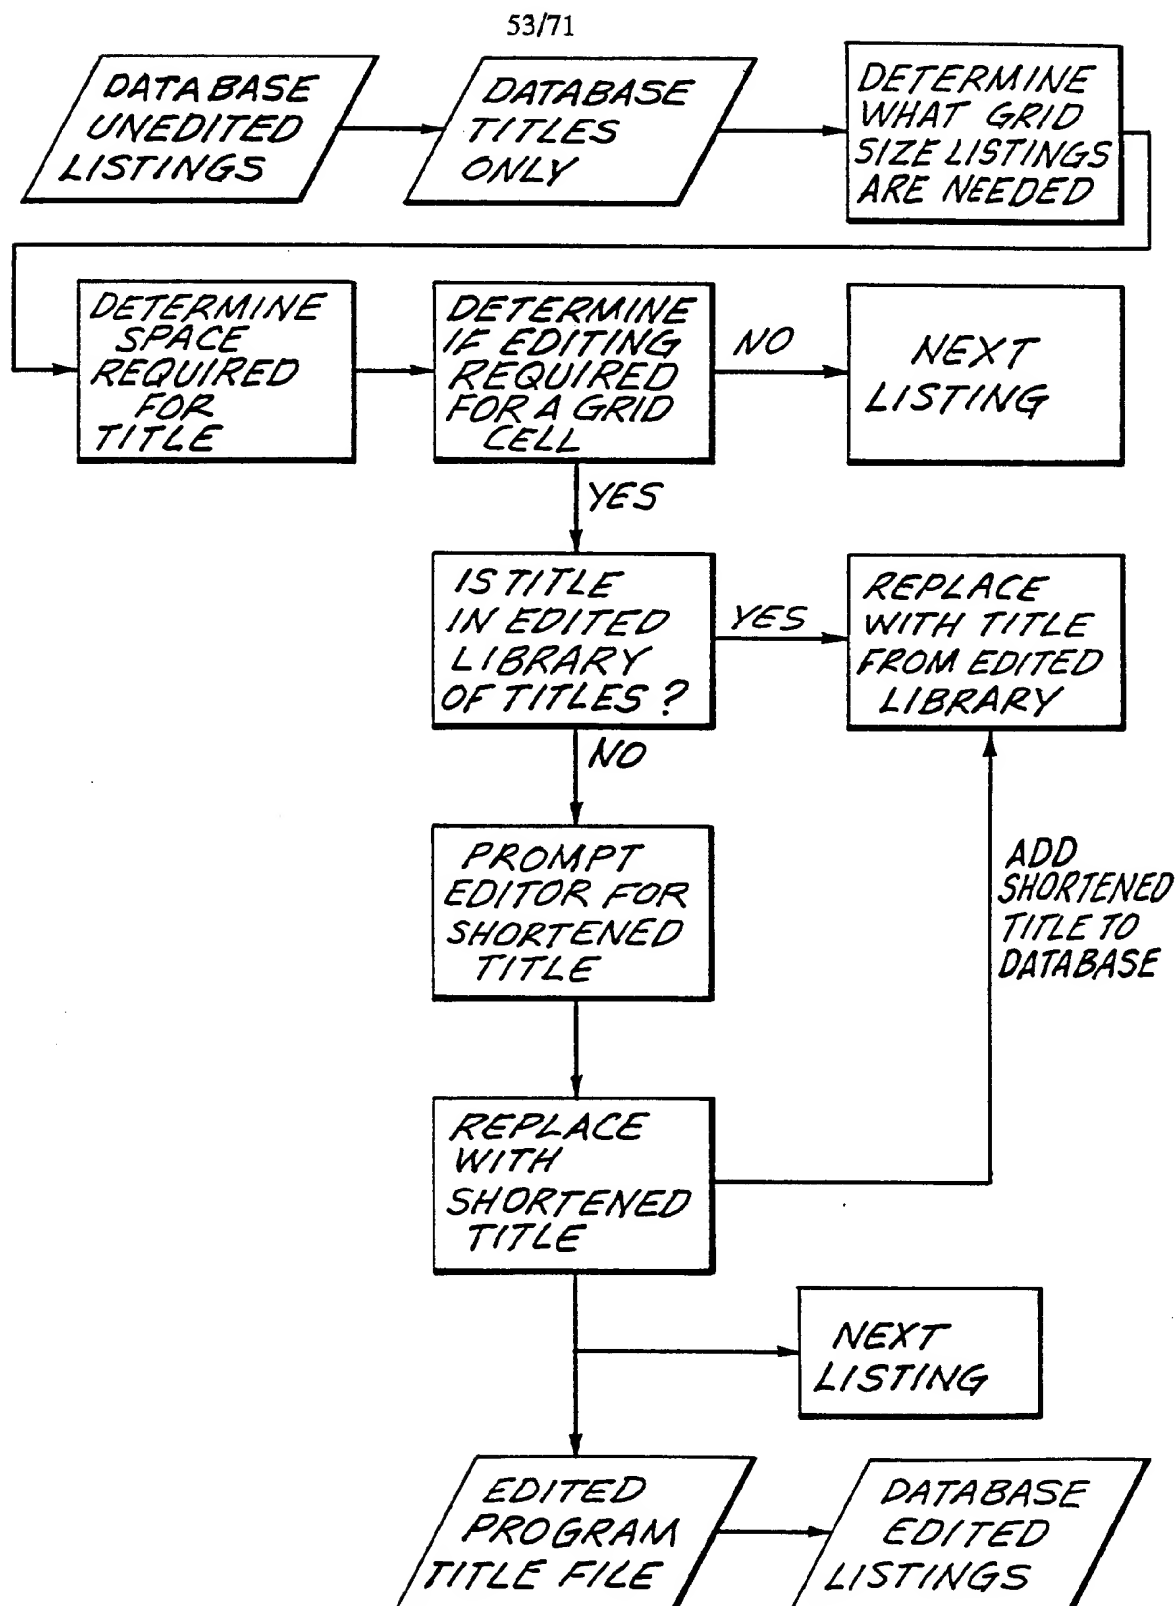 53/71
DATABASE
UNEDITED
LISTINGS
DATABASE
TITLES
ONLY
DETERMINE
WHAT GRID
SIZE LISTINGS
ARE NEEDED
DETERMINE
SPACE
REQUIRED
FOR
TITLE
DETERMINE
IF EDITING
REQUIRED
FOR A GRID
CELL
NO
NEXT
LISTING
YES
IS TITLE
IN EDITED
LIBRARY
OF TITLES?
YES
REPLACE
WITH TITLE
FROM EDITED
LIBRARY
NO
PROMPT
EDITOR FOR
SHORTENED
TITLE
ADD
SHORTENED
TITLE TO
DATABASE
REPLACE
WITH
SHORTENED
TITLE
NEXT
LISTING
EDITED
PROGRAM
TITLE FILE
DATABASE
EDITED
LISTINGS